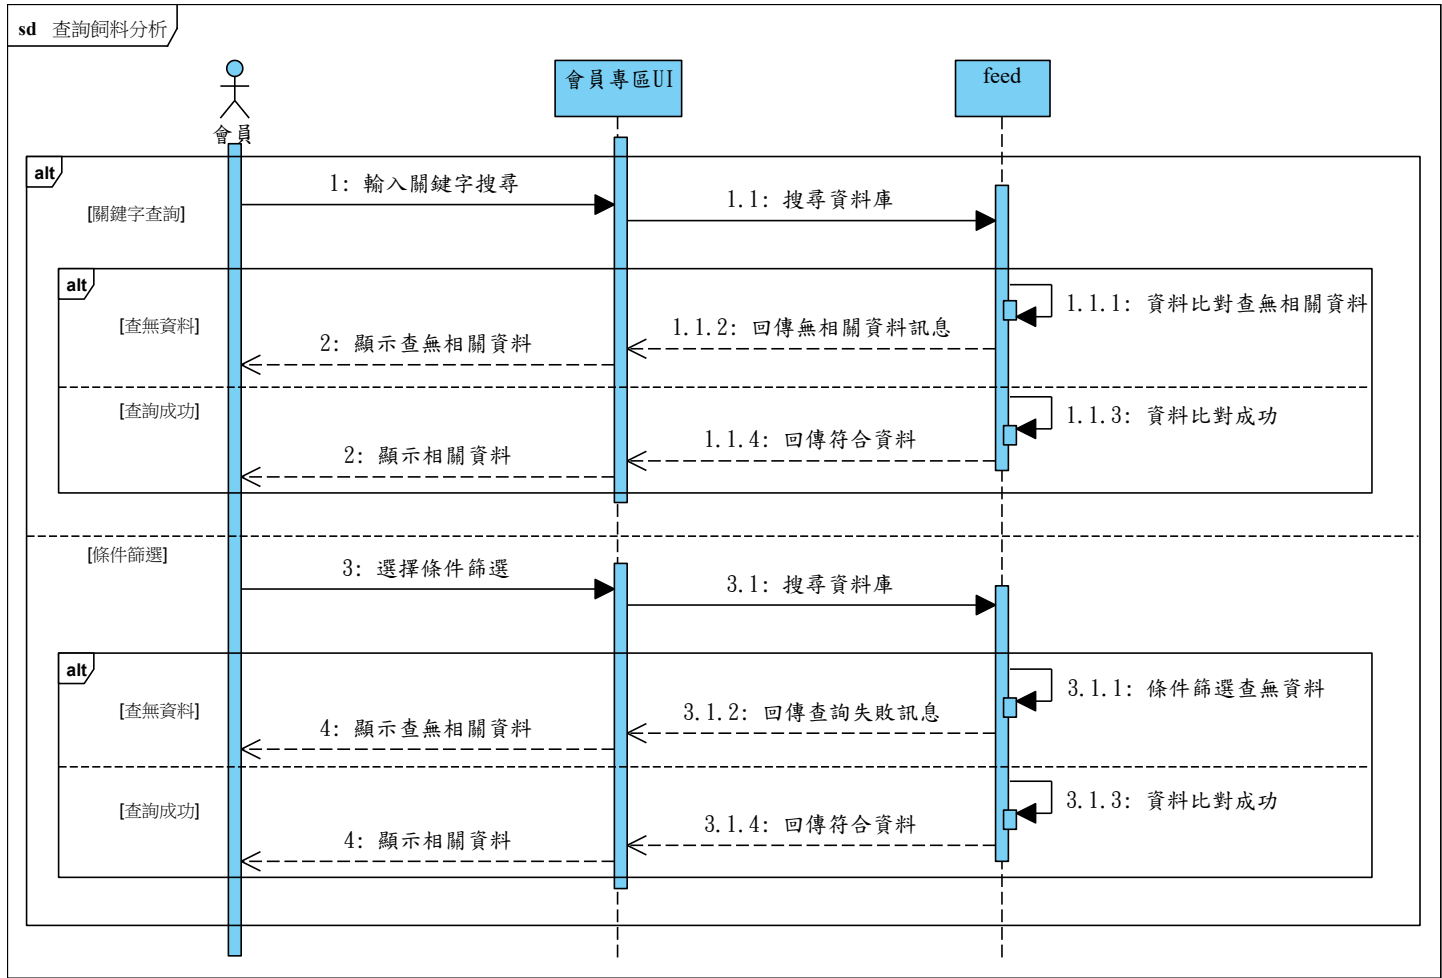 sd 查詢飼料分析
會員
會員專區UI
feed
alt
[關鍵字查詢]
1: 輸入關鍵字搜尋
1.1: 搜尋資料庫
alt
[查無資料]
1.1.1: 資料比對查無相關資料
1.1.2: 回傳無相關資料訊息
2: 顯示查無相關資料
[查詢成功]
1.1.3: 資料比對成功
1.1.4: 回傳符合資料
2: 顯示相關資料
[條件篩選]
3: 選擇條件篩選
3.1: 搜尋資料庫
alt
[查無資料]
3.1.1: 條件篩選查無資料
3.1.2: 回傳查詢失敗訊息
4: 顯示查無相關資料
[查詢成功]
3.1.3: 資料比對成功
3.1.4: 回傳符合資料
4: 顯示相關資料